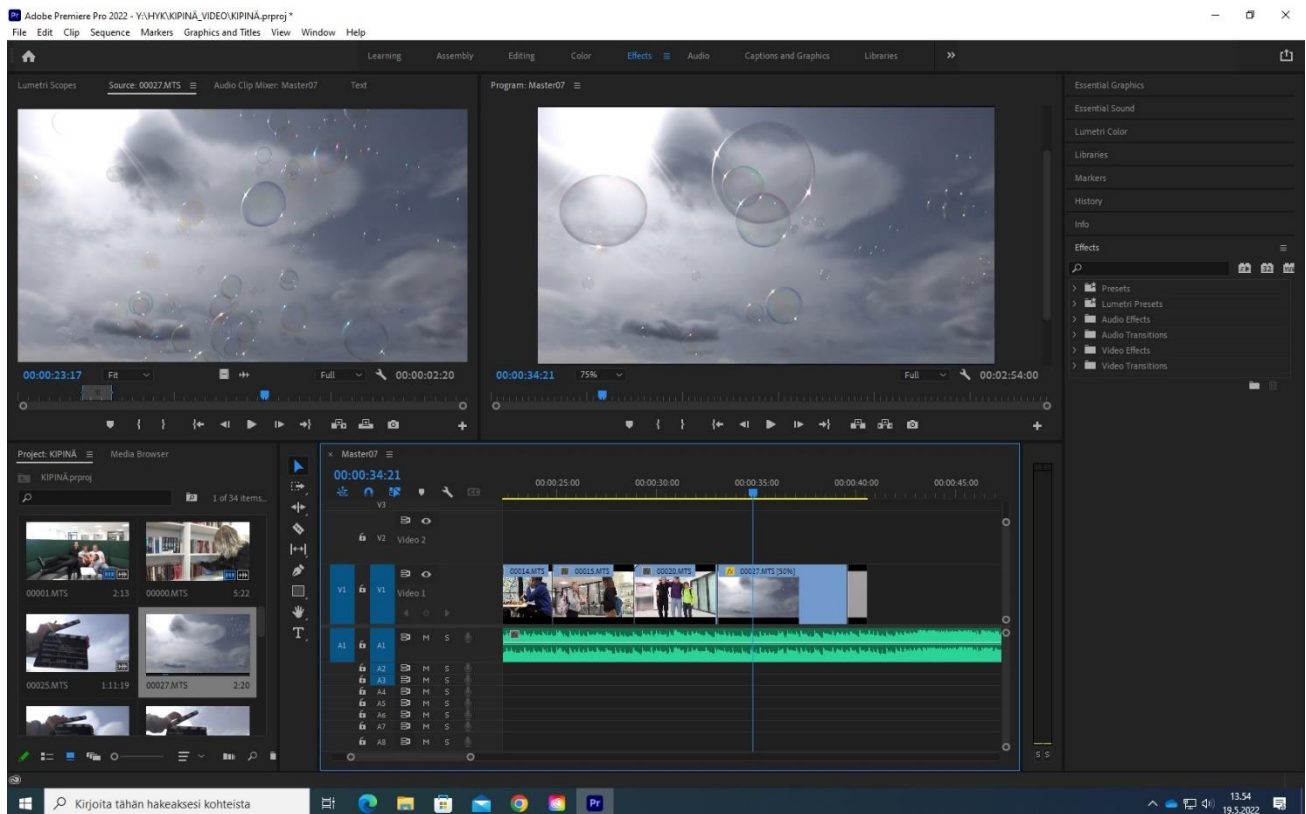 Pr Adobe Premiere Pro 2022 - Y:\HYK\KIPINÄ_VIDEO\KIPINÄ.prproj *
File Edit Clip Sequence Markers Graphics and Titles View Window Help
Learning Assembly Editing Color Effects Audio Captions and Graphics Libraries
Lumetri Scopes Source: 00027.MTS Audio Clip Mixer: Master07 Text
Program: Master07
Essential Graphics
Essential Sound
Lumetri Color
Libraries
Markers
History
Info
Effects
Presets
Lumetri Presets
Audio Effects
Audio Transitions
Video Effects
Video Transitions
00:00:23:17 Fit Full 00:00:02:20
00:00:34:21 75% Full 00:02:54:00
Project: KIPINÄ Media Browser
KIPINÄ.prproj
1 of 34 items...
00001.MTS 2:13 00000.MTS 5:22
00025.MTS 1:11:19 00027.MTS 2:20
× Master07
00:00:34:21
00:00:25:00 00:00:30:00 00:00:35:00 00:00:40:00 00:00:45:00
V3
V2 Video 2
V1 V1 Video 1
00014.MTS 00015.MTS 00020.MTS fx 00027.MTS [50%]
A1 A1 M S
A2 M S
A3 M S
A4 M S
A5 M S
A6 M S
A7 M S
A8 M S
S S
Kirjoita tähän hakeaksesi kohteista
Pr
13.54
19.5.2022